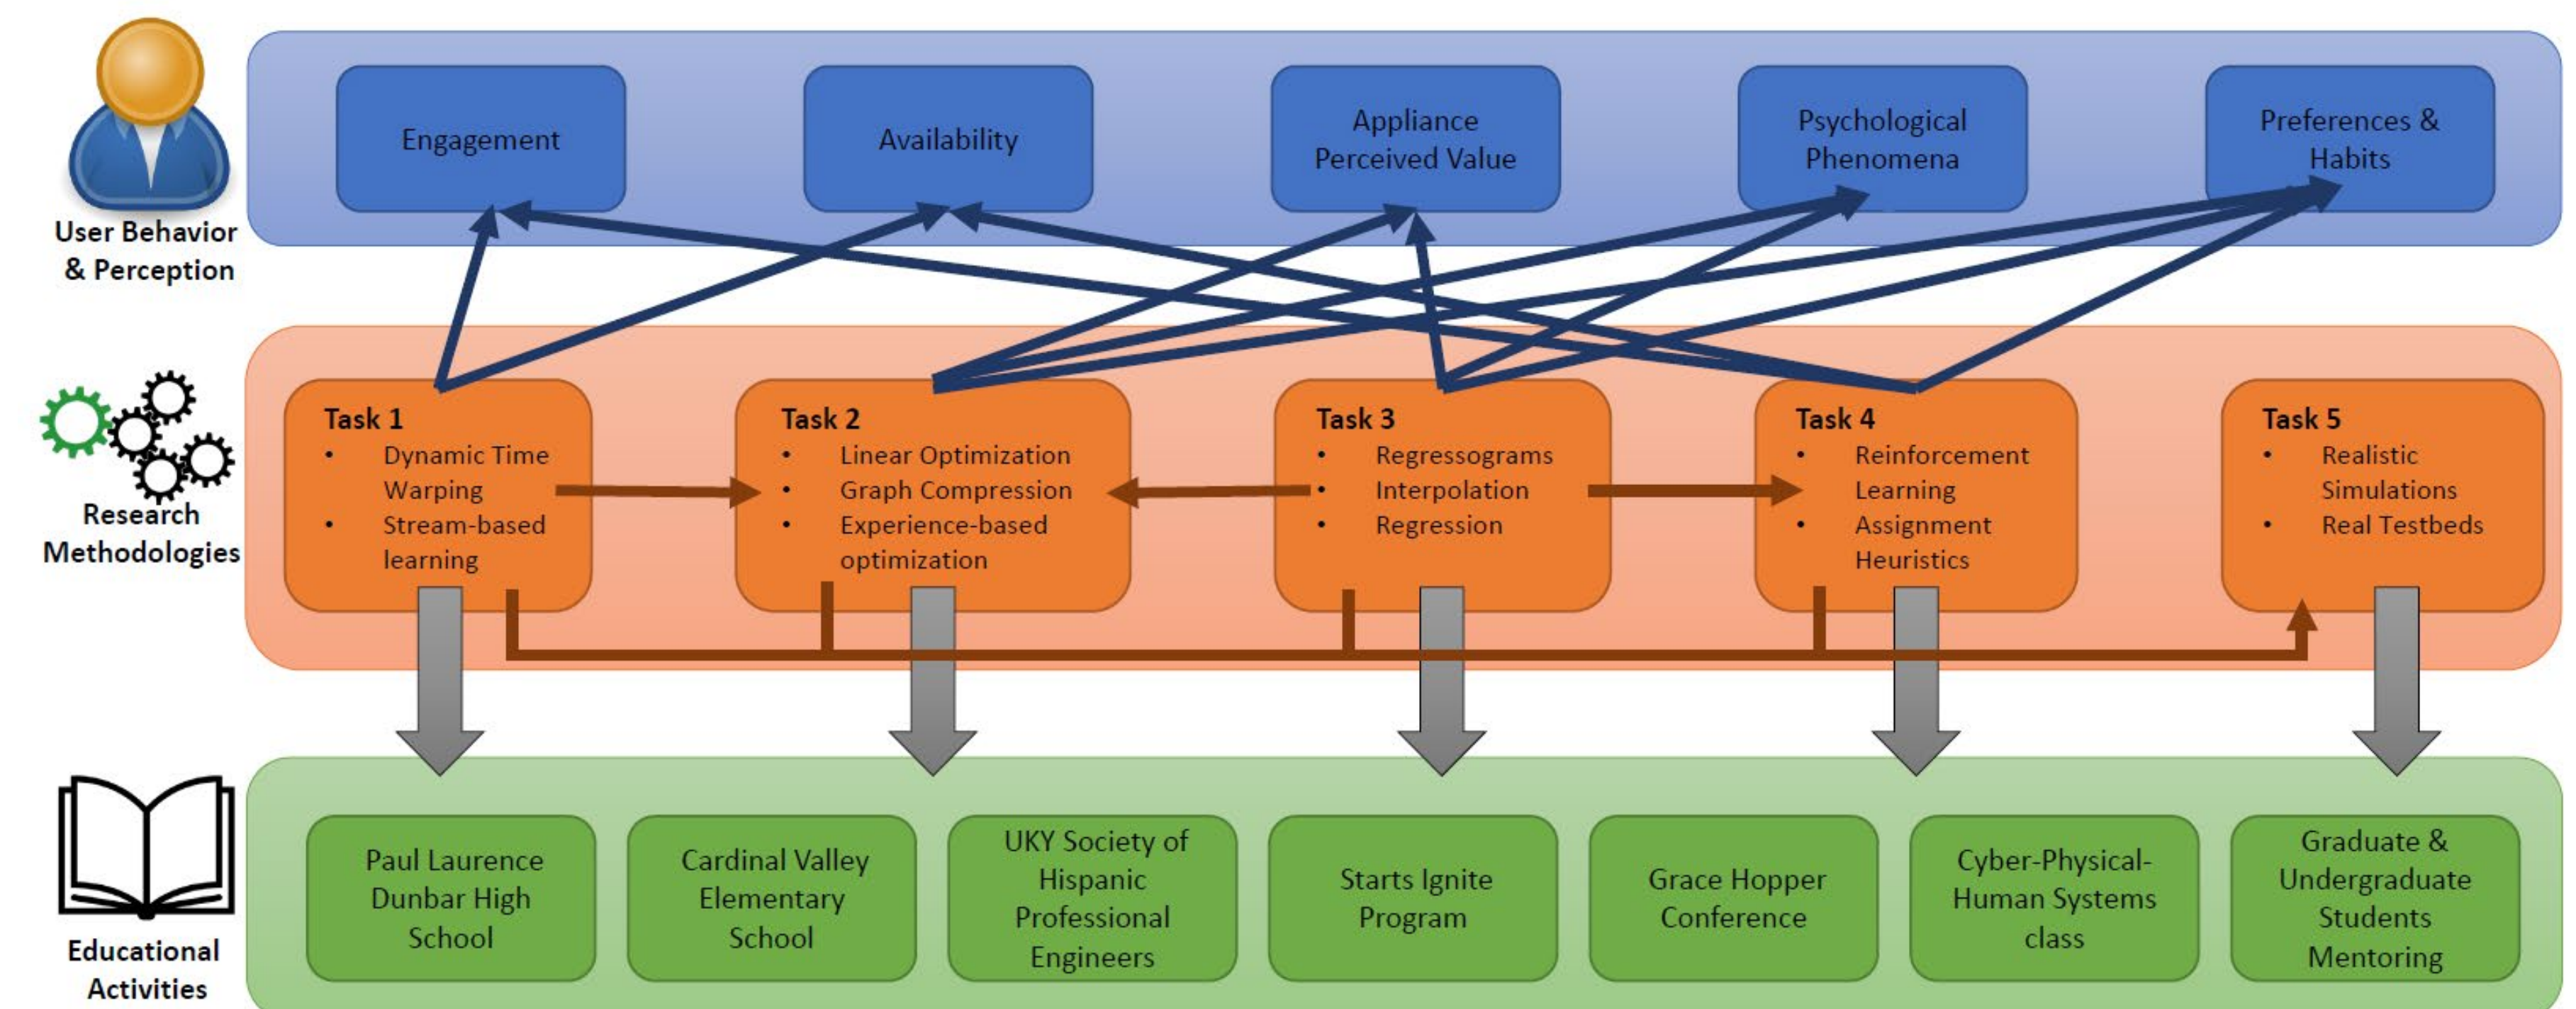 User Behavior
& Perception
Engagement
Availability
Appliance
Perceived Value
Psychological
Phenomena
Preferences &
Habits
Research
Methodologies
Task 1
• Dynamic Time
Warping
• Stream-based
learning
Task 2
• Linear Optimization
• Graph Compression
• Experience-based
optimization
Task 3
• Regressograms
• Interpolation
• Regression
Task 4
• Reinforcement
Learning
• Assignment
Heuristics
Task 5
• Realistic
Simulations
• Real Testbeds
Educational
Activities
Paul Laurence
Dunbar High
School
Cardinal Valley
Elementary
School
UKY Society of
Hispanic
Professional
Engineers
Starts Ignite
Program
Grace Hopper
Conference
Cyber-Physical-
Human Systems
class
Graduate &
Undergraduate
Students
Mentoring